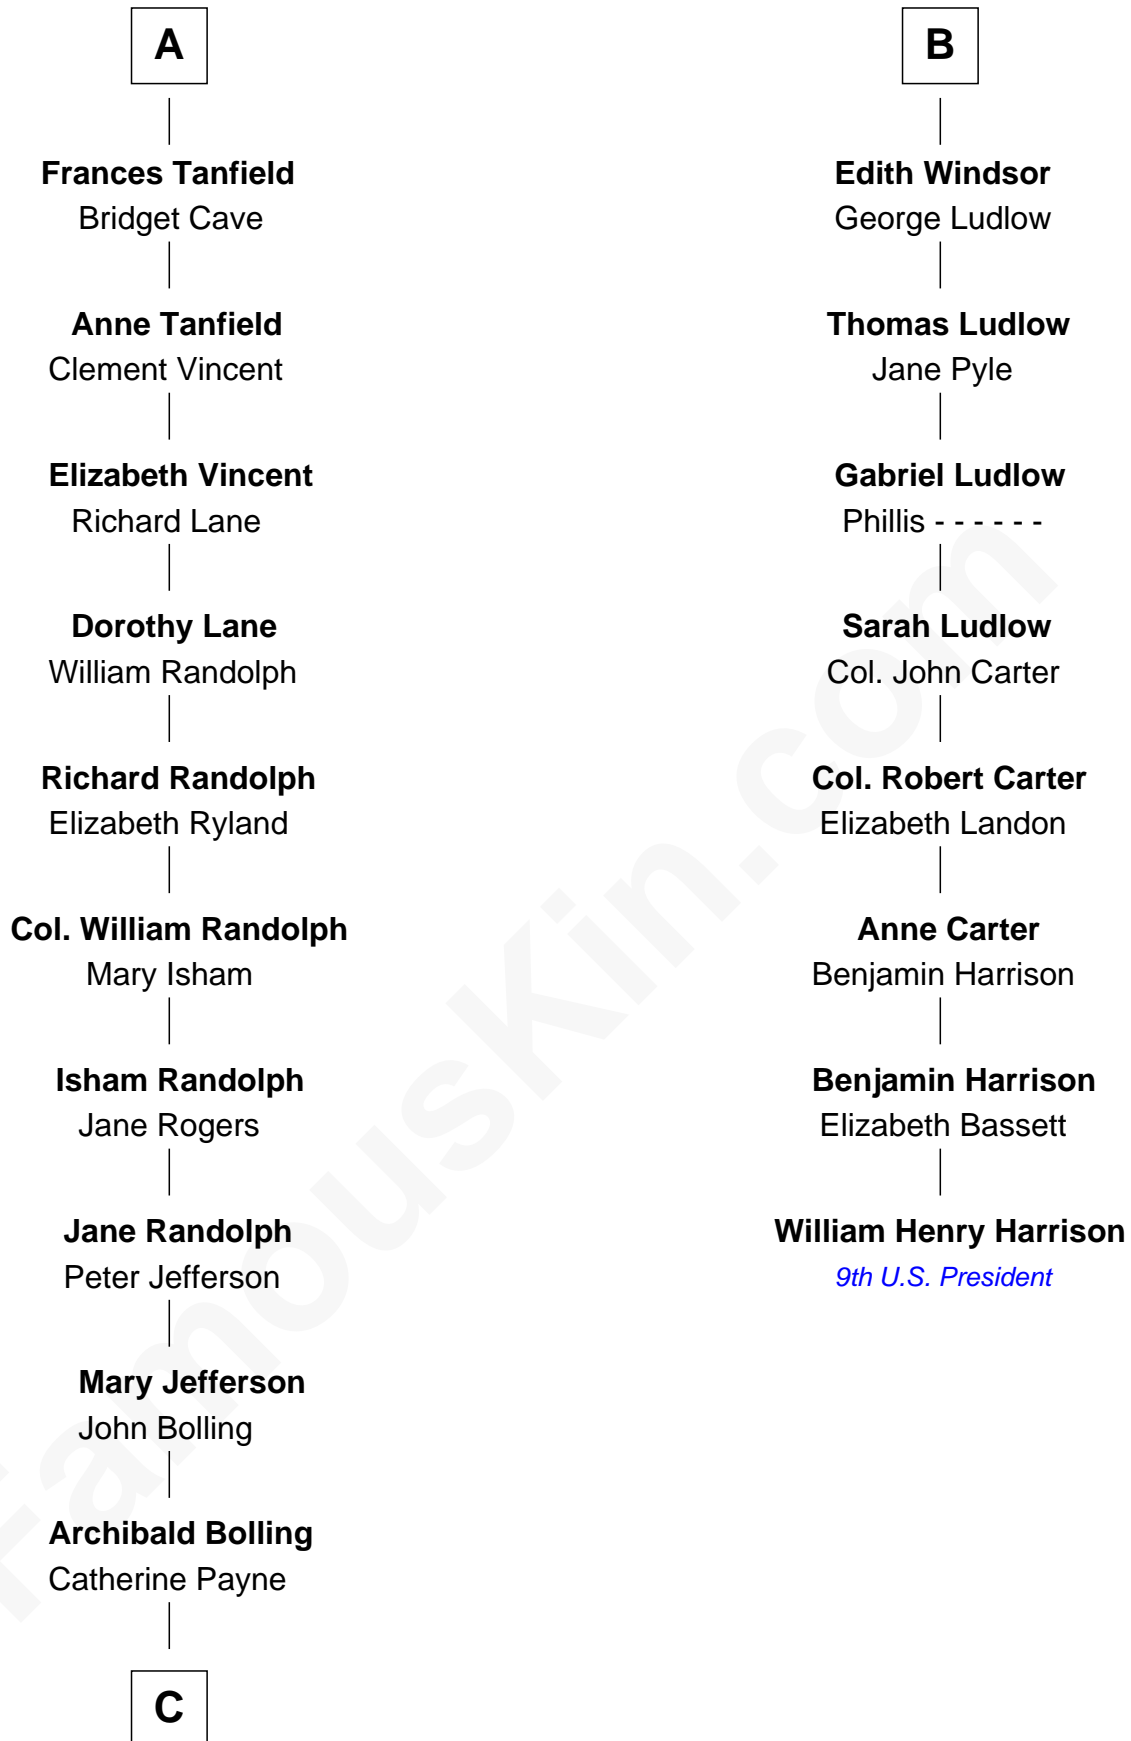 A
Frances Tanfield
Bridget Cave
Anne Tanfield
Clement Vincent
Elizabeth Vincent
Richard Lane
Dorothy Lane
William Randolph
Richard Randolph
Elizabeth Ryland
Col. William Randolph
Mary Isham
Isham Randolph
Jane Rogers
Jane Randolph
Peter Jefferson
Mary Jefferson
John Bolling
Archibald Bolling
Catherine Payne
C
B
Edith Windsor
George Ludlow
Thomas Ludlow
Jane Pyle
Gabriel Ludlow
Phillis - - - - - -
Sarah Ludlow
Col. John Carter
Col. Robert Carter
Elizabeth Landon
Anne Carter
Benjamin Harrison
Benjamin Harrison
Elizabeth Bassett
William Henry Harrison
9th U.S. President
FamousKin.com